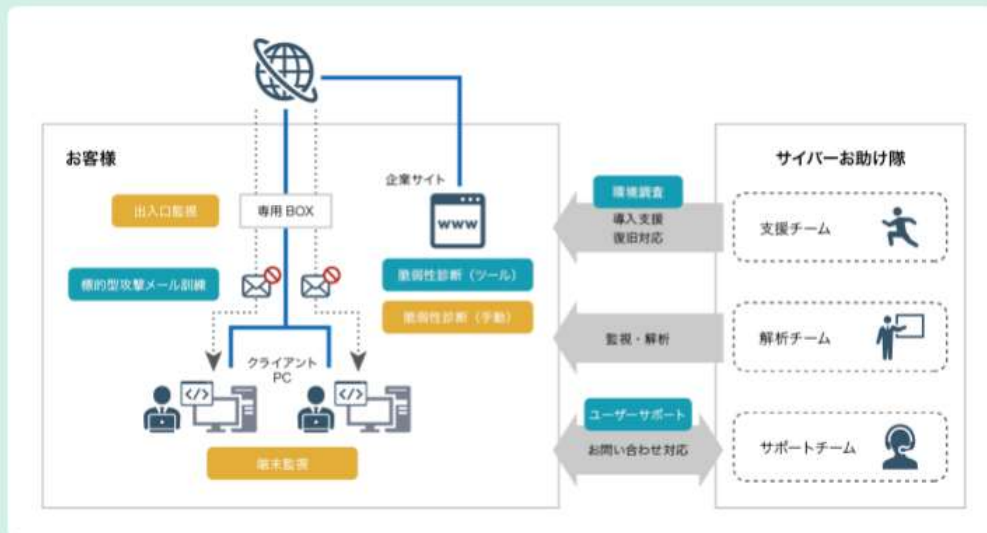 お客様
サイバーお助け隊
企業サイト
環境調査
導入支援
復旧対応
支援チーム
出入口監視
専用 BOX
www
標的型攻撃メール訓練
脆弱性診断（ツール）
脆弱性診断（手動）
監視・解析
解析チーム
クライアント
PC
</>
</>
ユーザーサポート
お問い合わせ対応
サポートチーム
端末監視